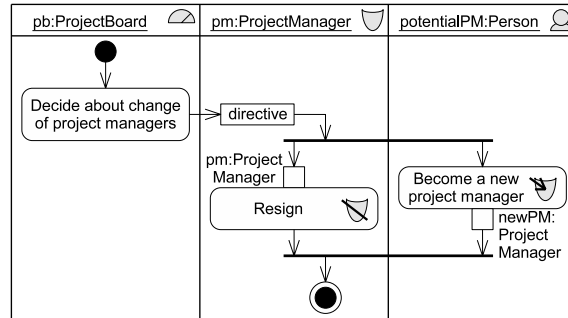 pb:ProjectBoard
pm:ProjectManager
potentialPM:Person
Decide about change
of project managers
directive
pm:Project
Manager
Resign
Become a new
project manager
newPM:
Project
Manager